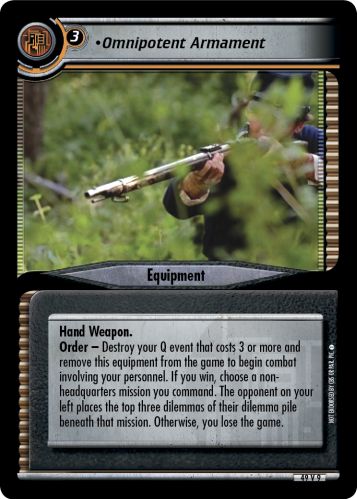 3
•Omnipotent Armament
Equipment
Hand Weapon.
Order – Destroy your Q event that costs 3 or more and
remove this equipment from the game to begin combat
involving your personnel. If you win, choose a non-
headquarters mission you command. The opponent on
your left places the top three dilemmas of their dilemma pile
beneath that mission. Otherwise, you lose the game.
NOT ENDORSED BY CBS OR PAR. PIC.
49 V 9